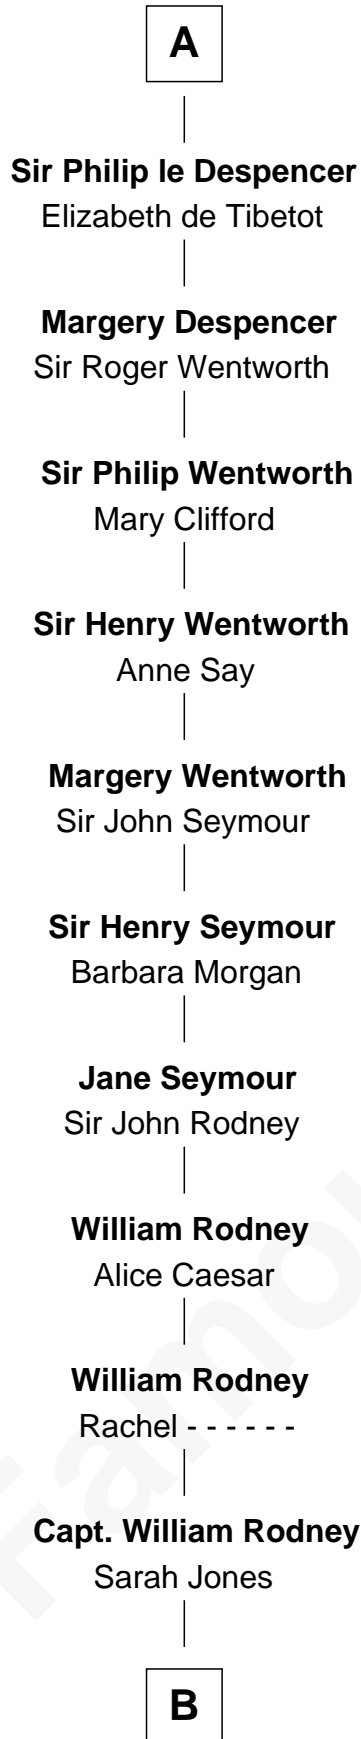 A
Sir Philip le Despencer
Elizabeth de Tibetot
Margery Despencer
Sir Roger Wentworth
Sir Philip Wentworth
Mary Clifford
Sir Henry Wentworth
Anne Say
Margery Wentworth
Sir John Seymour
Sir Henry Seymour
Barbara Morgan
Jane Seymour
Sir John Rodney
William Rodney
Alice Caesar
William Rodney
Rachel - - - - - -
Capt. William Rodney
Sarah Jones
B